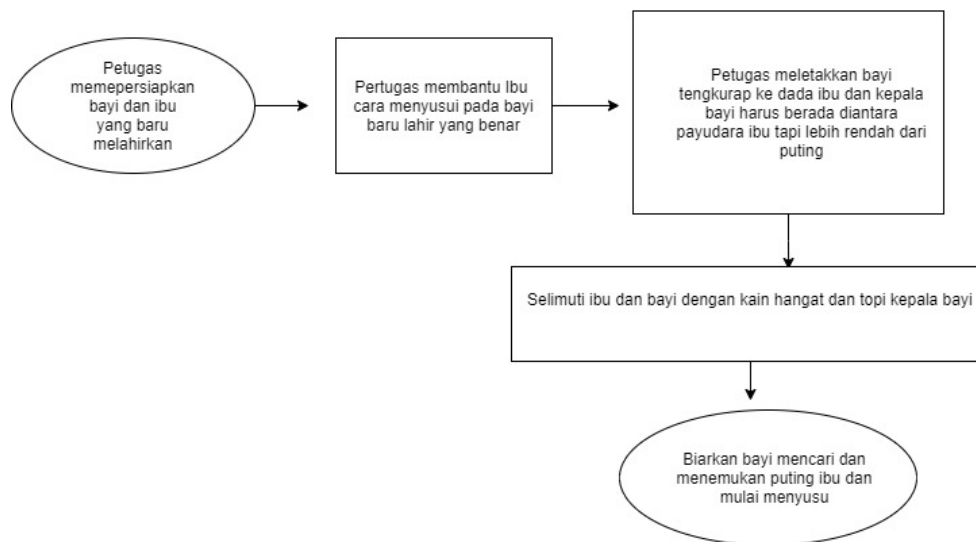 Petugas
memepersiapkan
bayi dan ibu
yang baru
melahirkan
Pertugas membantu Ibu
cara menyusui pada bayi
baru lahir yang benar
Petugas meletakkan bayi
tengkurap ke dada ibu dan kepala
bayi harus berada diantara
payudara ibu tapi lebih rendah dari
puting
Selimuti ibu dan bayi dengan kain hangat dan topi kepala bayi
Biarkan bayi mencari dan
menemukan puting ibu dan
mulai menyusu